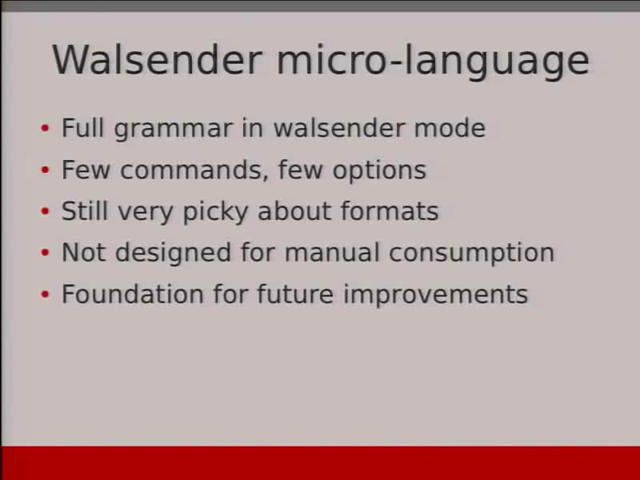 Walsender micro-language
• Full grammar in walsender mode
• Few commands, few options
• Still very picky about formats
• Not designed for manual consumption
• Foundation for future improvements